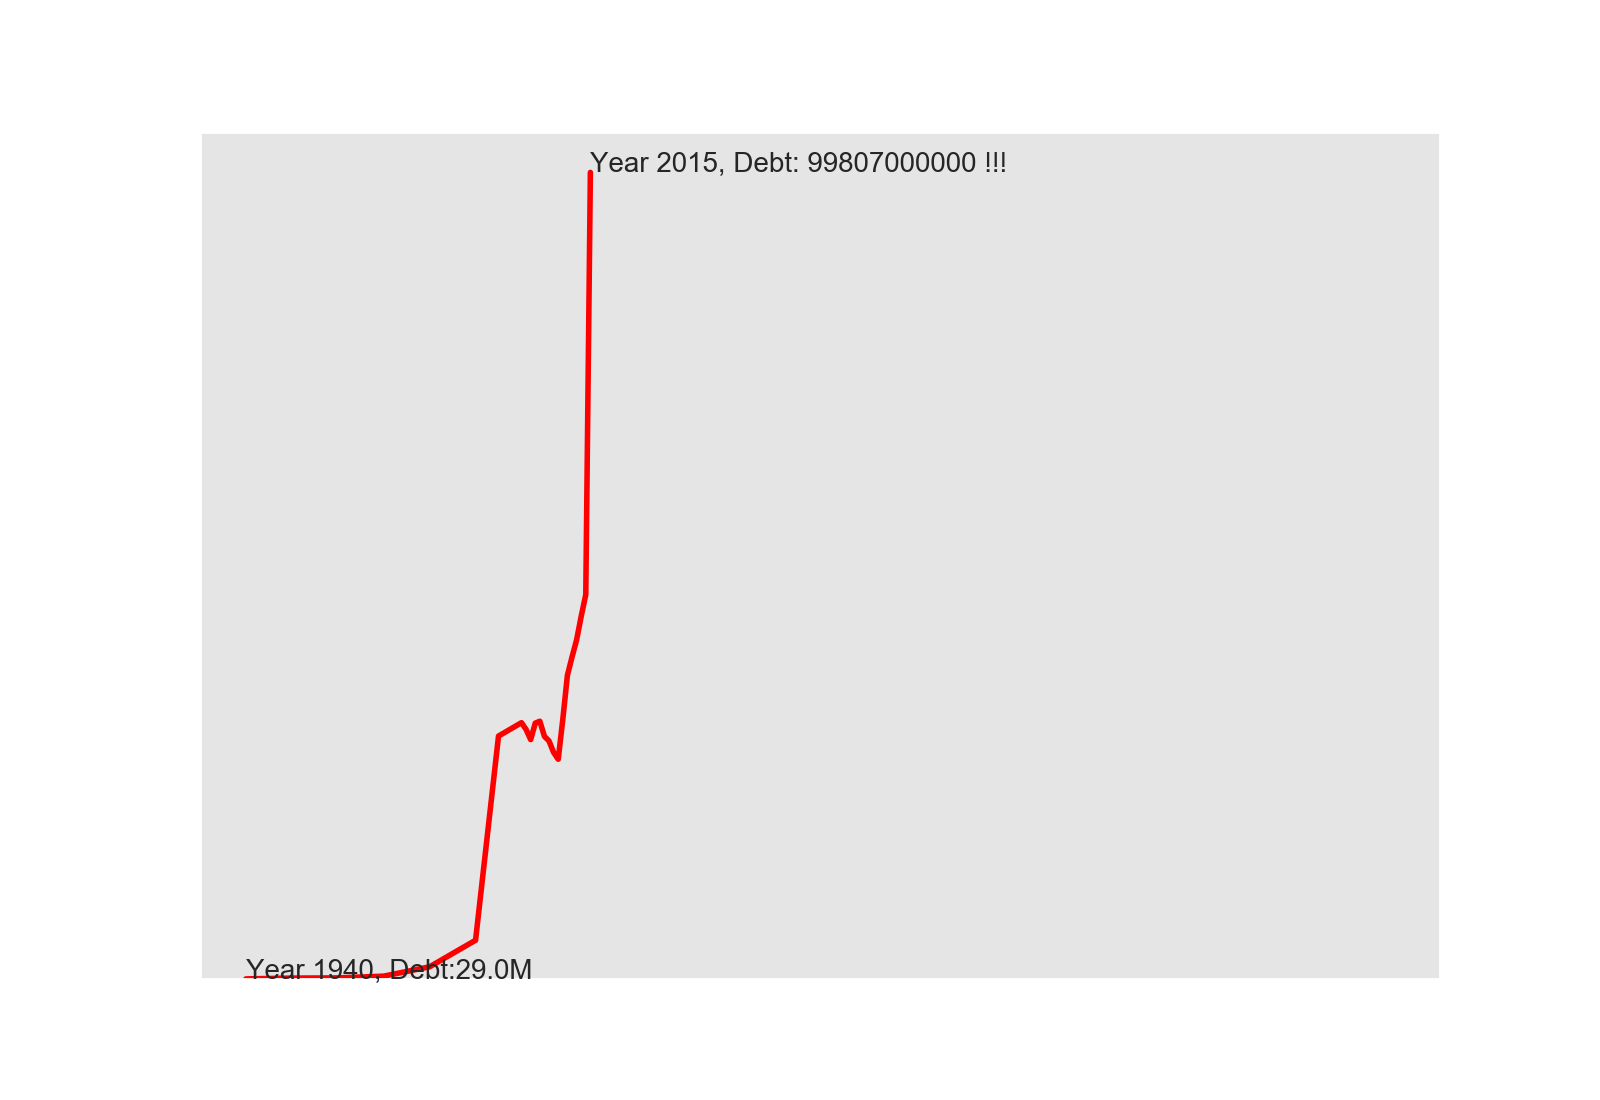 Year 2015, Debt: 99807000000 !!!
Year 1940, Debt:29.0M